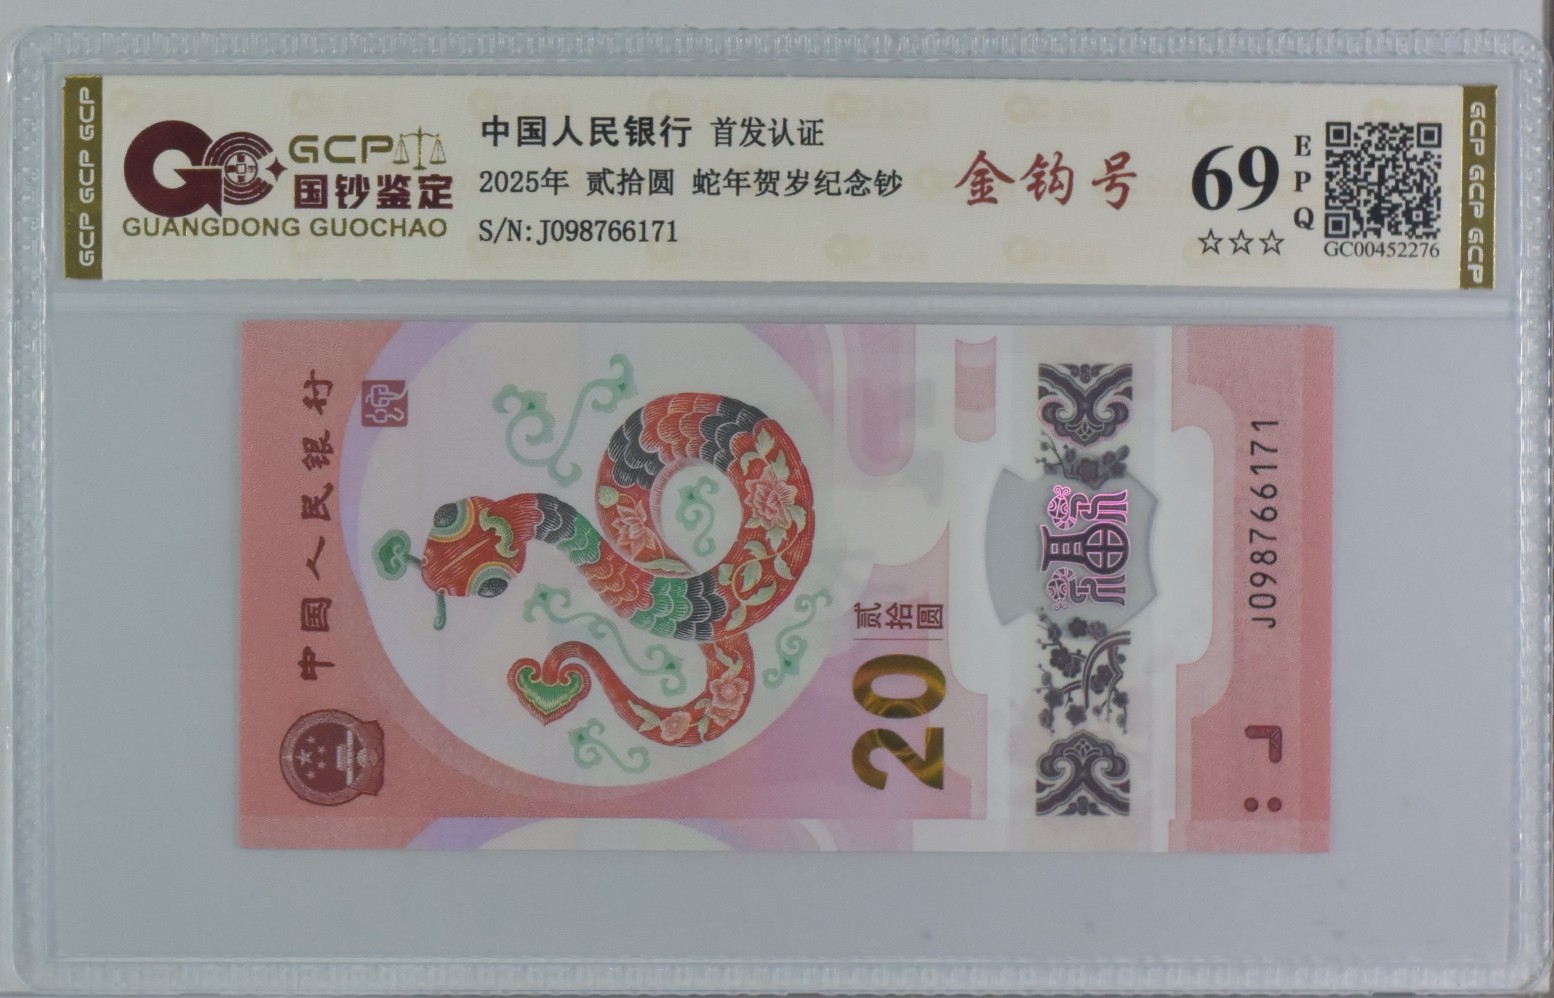 GCP GCP GCP
GCP
国钞鉴定
GUANGDONG GUOCHAO
中国人民银行 首发认证
2025年 贰拾圆 蛇年贺岁纪念钞
S/N:J098766171
金钩号
69
EPQ
☆☆☆
GC00452276
GCP GCP GCP
中国人民银行
贰拾圆
20
福
J098766171